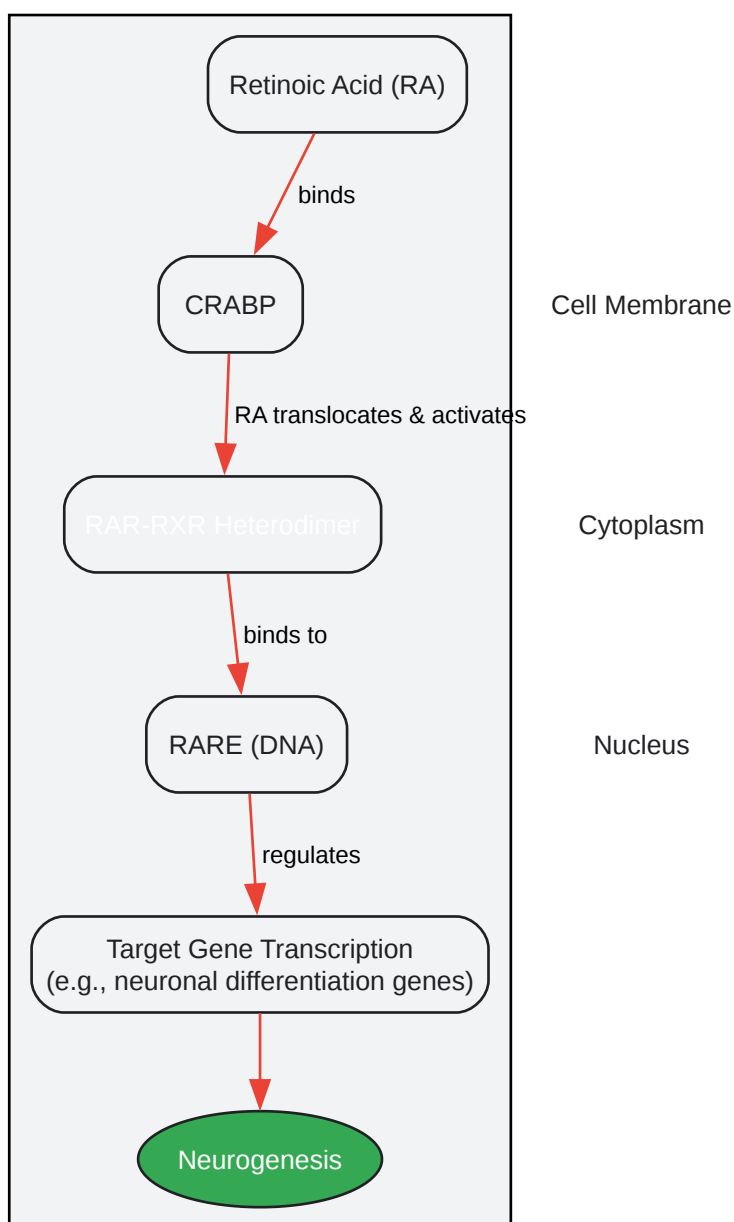 Retinoic Acid (RA)
binds
CRABP
Cell Membrane
RA translocates & activates
RAR-RXR Heterodimer
Cytoplasm
binds to
RARE (DNA)
Nucleus
regulates
Target Gene Transcription
(e.g., neuronal differentiation genes)
Neurogenesis